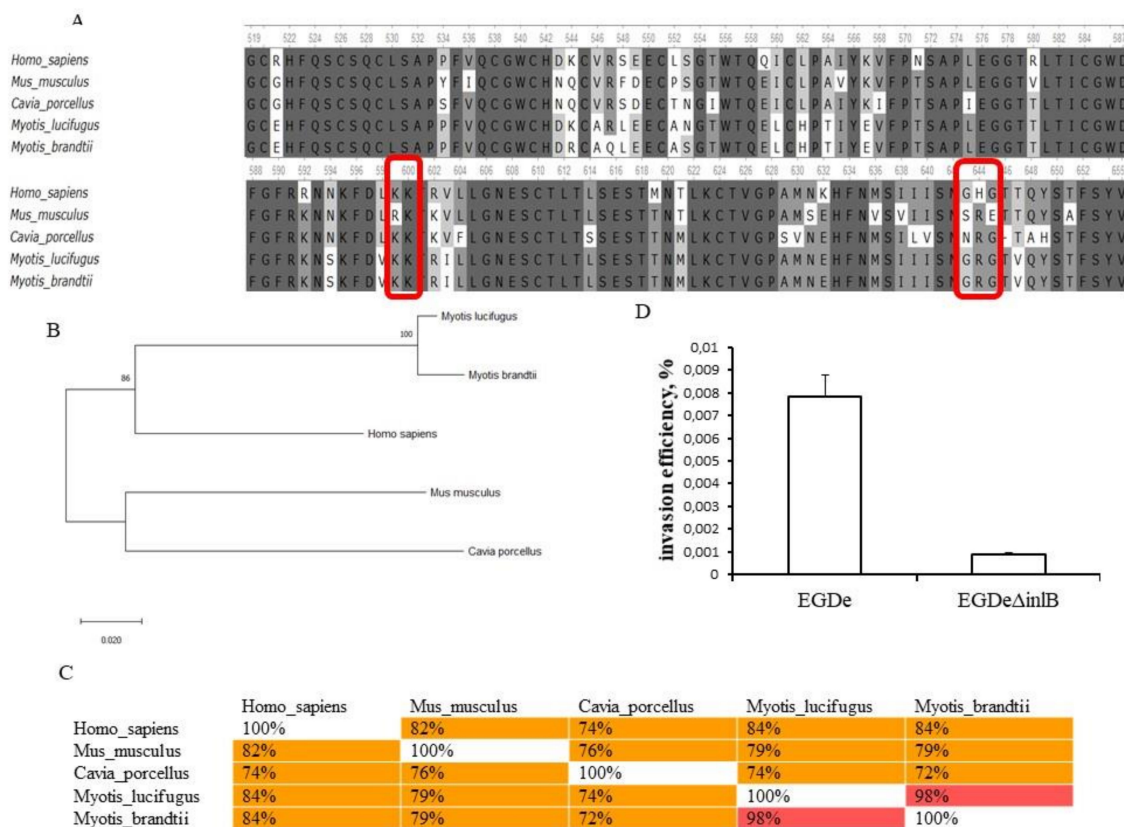 A
519 522 524 526 528 530 532 534 536 538 540 542 544 546 548 550 552 554 556 558 560 562 564 566 568 570 572 574 576 578 580 582 584 587
Homo_sapiens GCRHFQSCSQCLSAPPFVQCGWCHDKCVRSEECLSGTWTQQICLPAIYKVFPNSAPLEGGTRLTICGWD
Mus_musculus GCGHFQSCSQCLSAPYFIQCGWCHNQCVRFDECPSGTWTQEICLPAVYKVFPTSAPLEGGTVLTICGWD
Cavia_porcellus GCGHFQSCSQCLSAPSFVQCGWCHNQCVRSDECTNGIWTQEICLPAIYKIFPTSAPIEGGTTLTICGWD
Myotis_lucifugus GCEHFQSCSQCLSAPPFVQCGWCHDKCARLEECANGTWTQELCHPTIYEVFPTSAPLEGGTTLTICGWD
Myotis_brandtii GCEHFQSCSQCLSAPPFVQCGWCHDRCAQLEECASGTWTQELCHPTIYKVFPTSAPLEGGTTLTICGWD
588 590 592 594 596 598 600 602 604 606 608 610 612 614 616 618 620 622 624 626 628 630 632 634 636 638 640 642 644 646 648 650 652 655
Homo_sapiens FGFRRNNKFDLKKTRVLLGNESCTLTLSESTMNTLKCTVGPAMNKHFNMSIIISNGHGTTQYSTFSYV
Mus_musculus FGFRKNNKFDLRKTKVLLGNESCTLTLSESTTNTLKCTVGPAMSEHFNVSVIISNSRETTQYSAFSYV
Cavia_porcellus FGFRKNNKFDLKKTKVFLGNESCTLTSSESTTNMLKCTVGPSVNEHFNMSILVSNNRG-TAHSTFSYV
Myotis_lucifugus FGFRKNSKFDVKKTRILLGNESCTLTLSESTTNMLKCTVGPAMNEHFNMSIIISNGRGTVQYSTFSYV
Myotis_brandtii FGFRKNSKFDVKKTRILLGNESCTLTLSESTTNMLKCTVGPAMNEHFNMSIIISNGRGTVQYSTFSYV
B
Myotis lucifugus
100
Myotis brandtii
86
Homo sapiens
Mus musculus
Cavia porcellus
0.020
D
invasion efficiency, %
0,01
0,009
0,008
0,007
0,006
0,005
0,004
0,003
0,002
0,001
0
EGDe EGDeΔinlB
C
Homo_sapiens Mus_musculus Cavia_porcellus Myotis_lucifugus Myotis_brandtii
Homo_sapiens 100% 82% 74% 84% 84%
Mus_musculus 82% 100% 76% 79% 79%
Cavia_porcellus 74% 76% 100% 74% 72%
Myotis_lucifugus 84% 79% 74% 100% 98%
Myotis_brandtii 84% 79% 72% 98% 100%